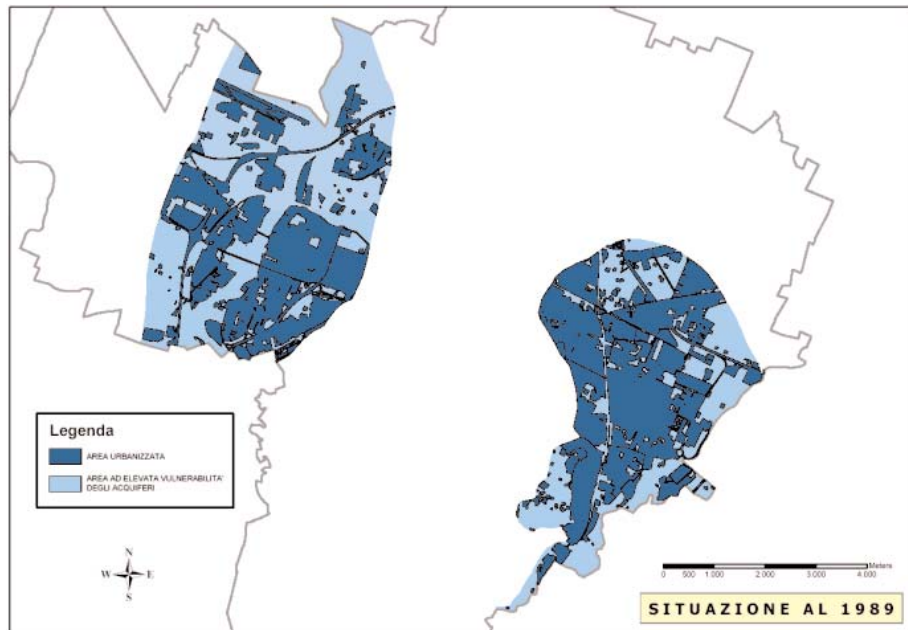 Legenda
AREA URBANIZZATA
AREA AD ELEVATA VULNERABILITA'
DEGLI ACQUIFERI
N
W E
S
Meters
0 500 1.000 2.000 3.000 4.000
SITUAZIONE AL 1989